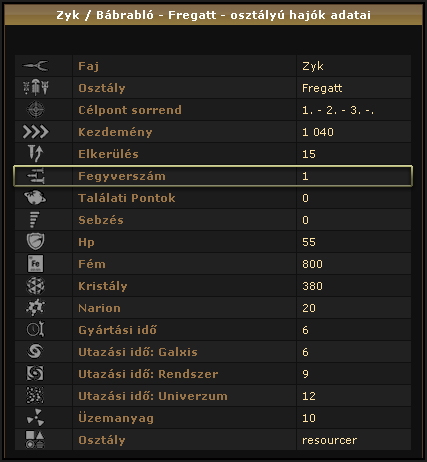 Zyk / Bábrabló - Fregatt - osztályú hajók adatai
Faj Zyk
Osztály Fregatt
Célpont sorrend 1. - 2. - 3. -.
Kezdemény 1 040
Elkerülés 15
Fegyverszám 1
Találati Pontok 0
Sebzés 0
Hp 55
Fe Fém 800
Kristály 380
Narion 20
Gyártási idő 6
Utazási idő: Galxis 6
Utazási idő: Rendszer 9
Utazási idő: Univerzum 12
Üzemanyag 10
Osztály resourcer